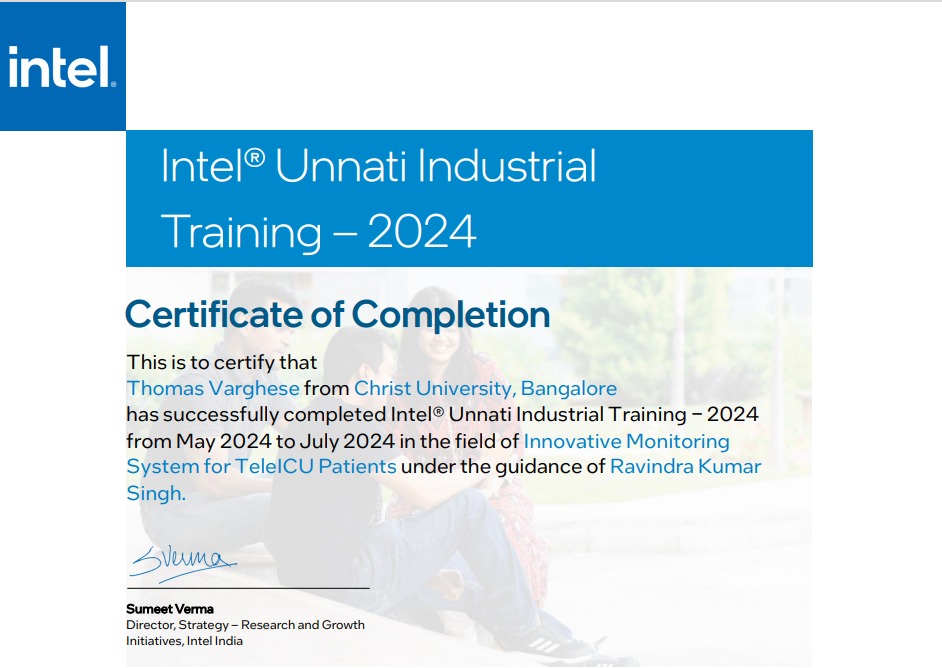 intel®
Intel® Unnati Industrial
Training – 2024
Certificate of Completion
This is to certify that
Thomas Varghese from Christ University, Bangalore
has successfully completed Intel® Unnati Industrial Training – 2024
from May 2024 to July 2024 in the field of Innovative Monitoring
System for TeleICU Patients under the guidance of Ravindra Kumar
Singh.
SVerma
Sumeet Verma
Director, Strategy – Research and Growth
Initiatives, Intel India